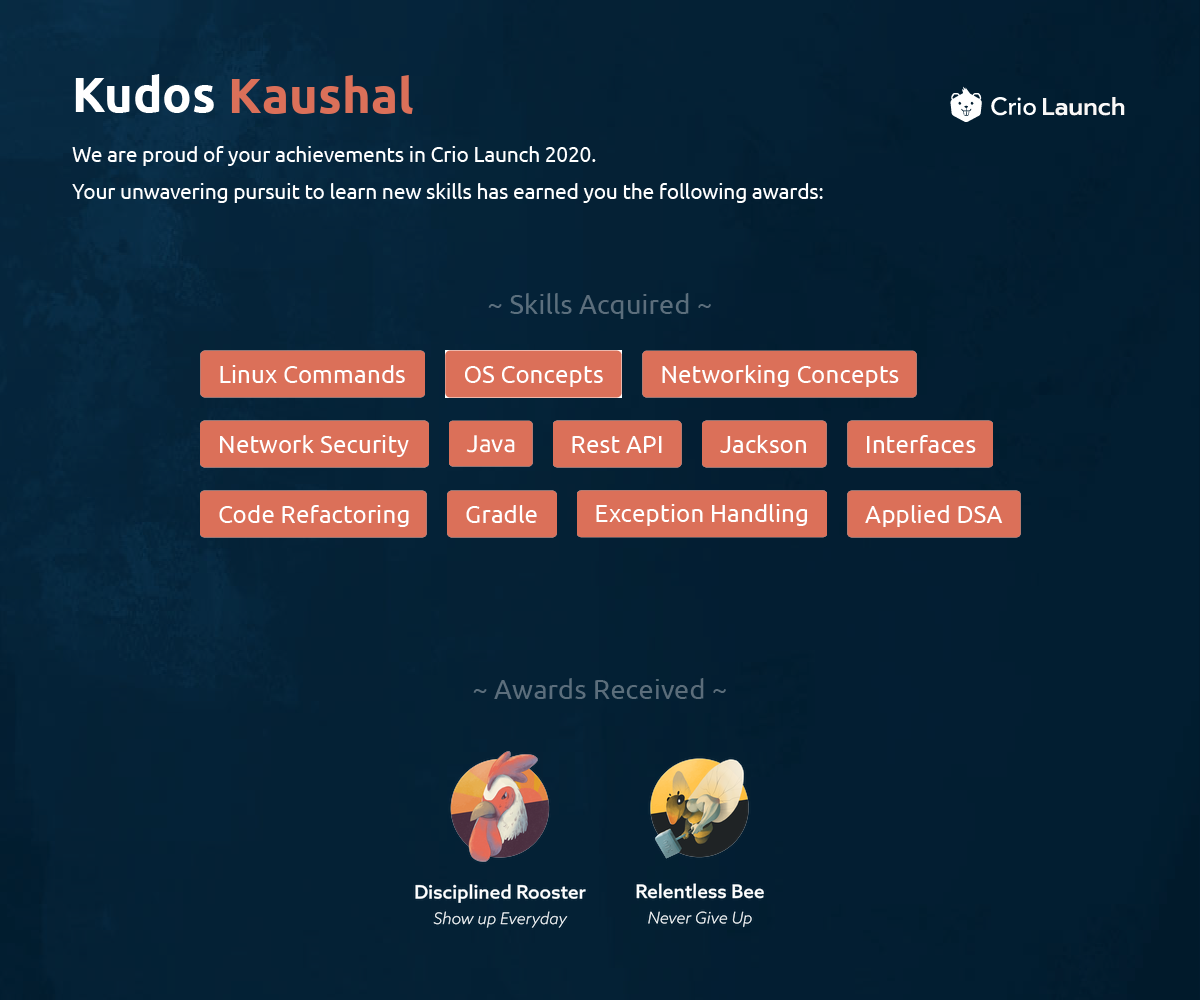 Kudos Kaushal
Crio Launch
We are proud of your achievements in Crio Launch 2020.
Your unwavering pursuit to learn new skills has earned you the following awards:
~ Skills Acquired ~
Linux Commands OS Concepts Networking Concepts
Network Security Java Rest API Jackson Interfaces
Code Refactoring Gradle Exception Handling Applied DSA
~ Awards Received ~
Disciplined Rooster Relentless Bee
Show up Everyday Never Give Up